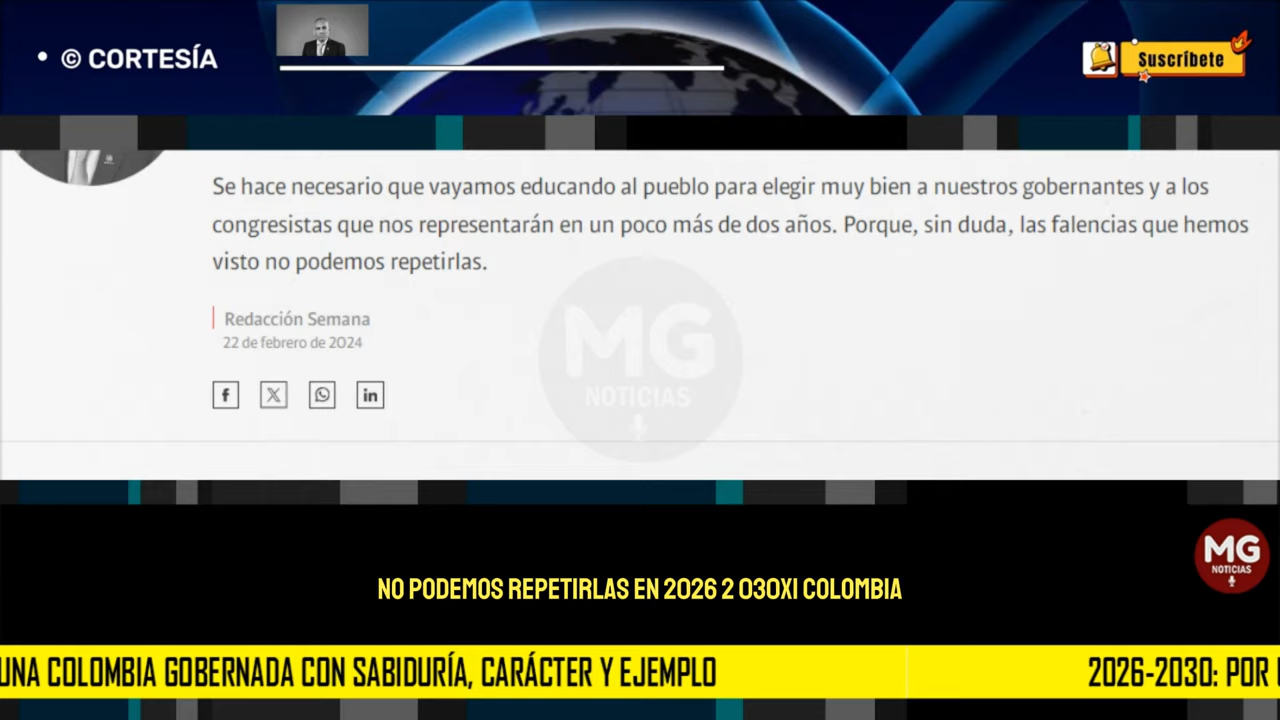 • © CORTESÍA
Suscríbete
Se hace necesario que vayamos educando al pueblo para elegir muy bien a nuestros gobernantes y a los
congresistas que nos representarán en un poco más de dos años. Porque, sin duda, las falencias que hemos
visto no podemos repetirlas.
Redacción Semana
22 de febrero de 2024
MG
NOTICIAS
MG
NOTICIAS
NO PODEMOS REPETIRLAS EN 2026 2 030XI COLOMBIA
UNA COLOMBIA GOBERNADA CON SABIDURÍA, CARÁCTER Y EJEMPLO
2026-2030: POR